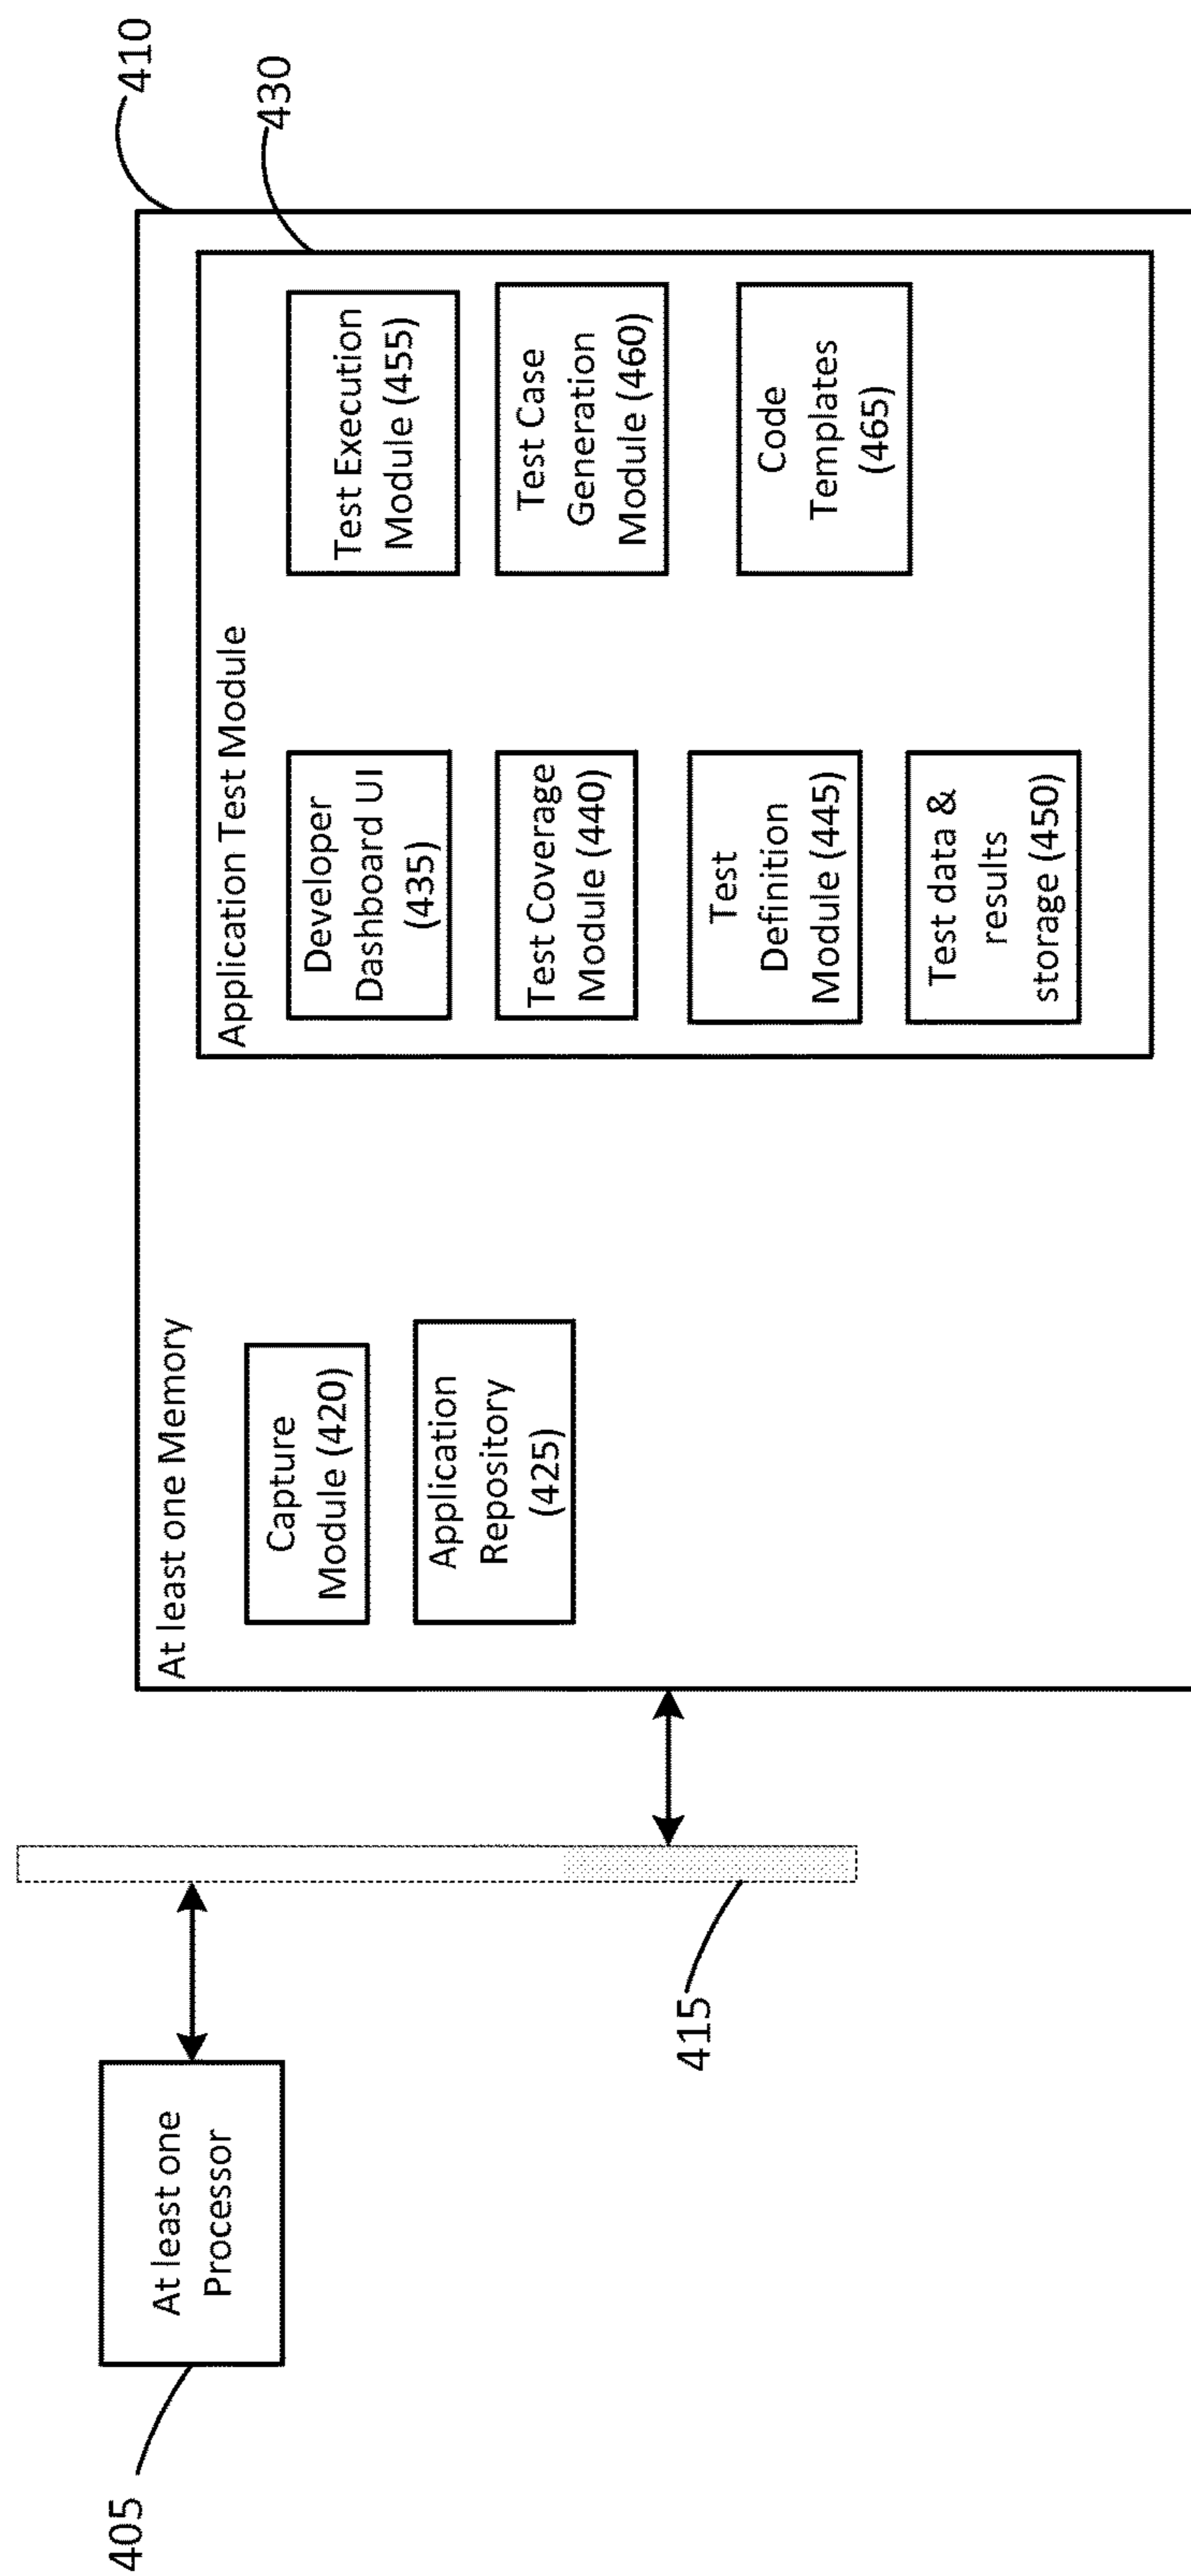 405
At least one
Processor
415
410
At least one Memory
Capture
Module (420)
Application
Repository
(425)
430
Application Test Module
Developer
Dashboard UI
(435)
Test Coverage
Module (440)
Test
Definition
Module (445)
Test data &
results
storage (450)
Test Execution
Module (455)
Test Case
Generation
Module (460)
Code
Templates
(465)